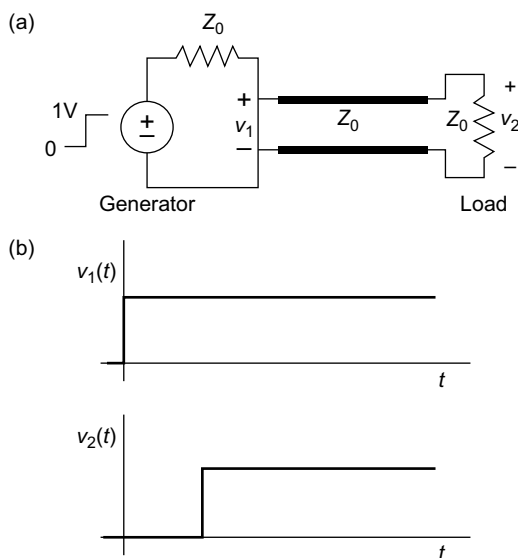 (a)
Z0
1V
0
+
−
+
v1
−
Z0
Z0
+
v2
−
Generator
Load
(b)
v1(t)
t
v2(t)
t